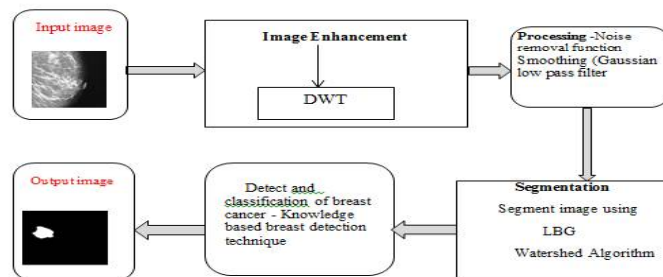 Input image
Image Enhancement
DWT
Processing -Noise
removal function
Smoothing (Gaussian
low pass filter
Segmentation
Segment image using
LBG
Watershed Algorithm
Detect and
classification of breast
cancer - Knowledge
based breast detection
technique
Output image